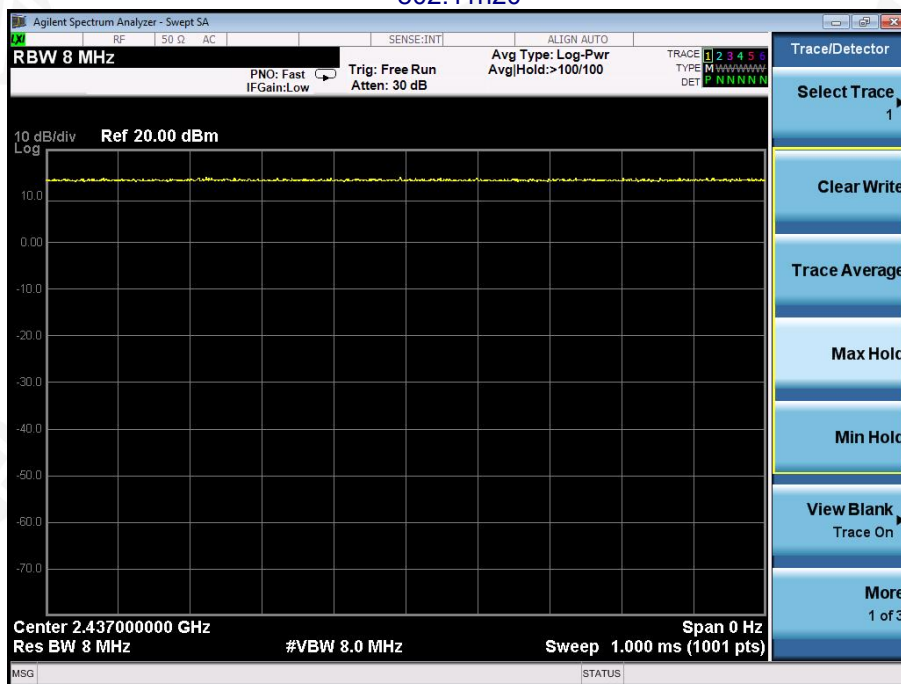 Agilent Spectrum Analyzer - Swept SA
LXI RF 50 Ω AC SENSE:INT ALIGN AUTO
RBW 8 MHz
PNO: Fast
IFGain:Low
Trig: Free Run
Atten: 30 dB
Avg Type: Log-Pwr
Avg|Hold:>100/100
TRACE 1 2 3 4 5 6
TYPE M WWWWW
DET P N N N N N
10 dB/div Ref 20.00 dBm
Log
10.0
0.00
-10.0
-20.0
-30.0
-40.0
-50.0
-60.0
-70.0
Center 2.437000000 GHz Span 0 Hz
Res BW 8 MHz #VBW 8.0 MHz Sweep 1.000 ms (1001 pts)
MSG STATUS
Trace/Detector
Select Trace
1
Clear Write
Trace Average
Max Hold
Min Hold
View Blank
Trace On
More
1 of 3